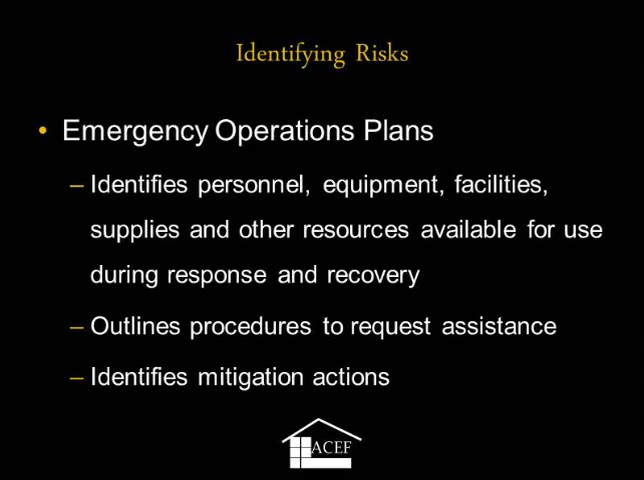 Identifying Risks
• Emergency Operations Plans
– Identifies personnel, equipment, facilities,
supplies and other resources available for use
during response and recovery
– Outlines procedures to request assistance
– Identifies mitigation actions
ACEF